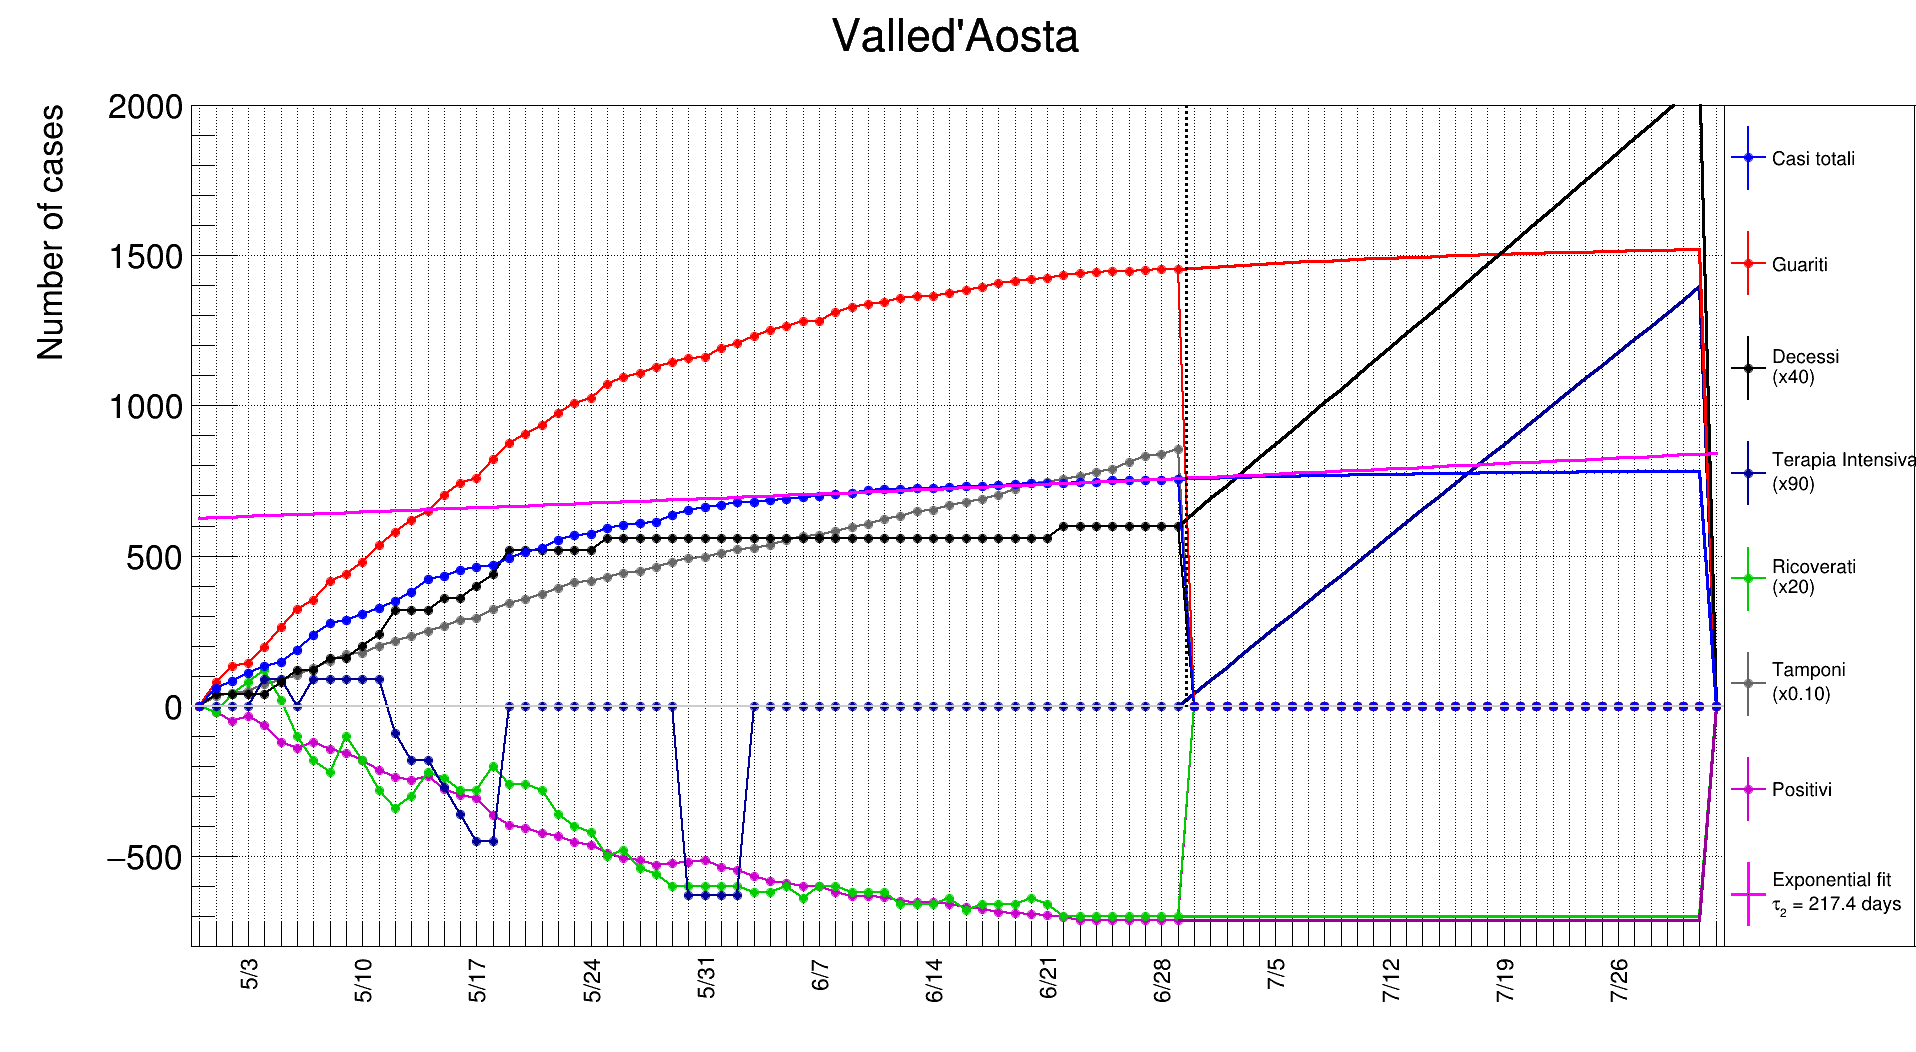 Valled'Aosta
Number of cases
2000
1500
1000
500
0
−500
5/3
5/10
5/17
5/24
5/31
6/7
6/14
6/21
6/28
7/5
7/12
7/19
7/26
Casi totali
Guariti
Decessi
(x40)
Terapia Intensiva
(x90)
Ricoverati
(x20)
Tamponi
(x0.10)
Positivi
Exponential fit
τ₂ = 217.4 days